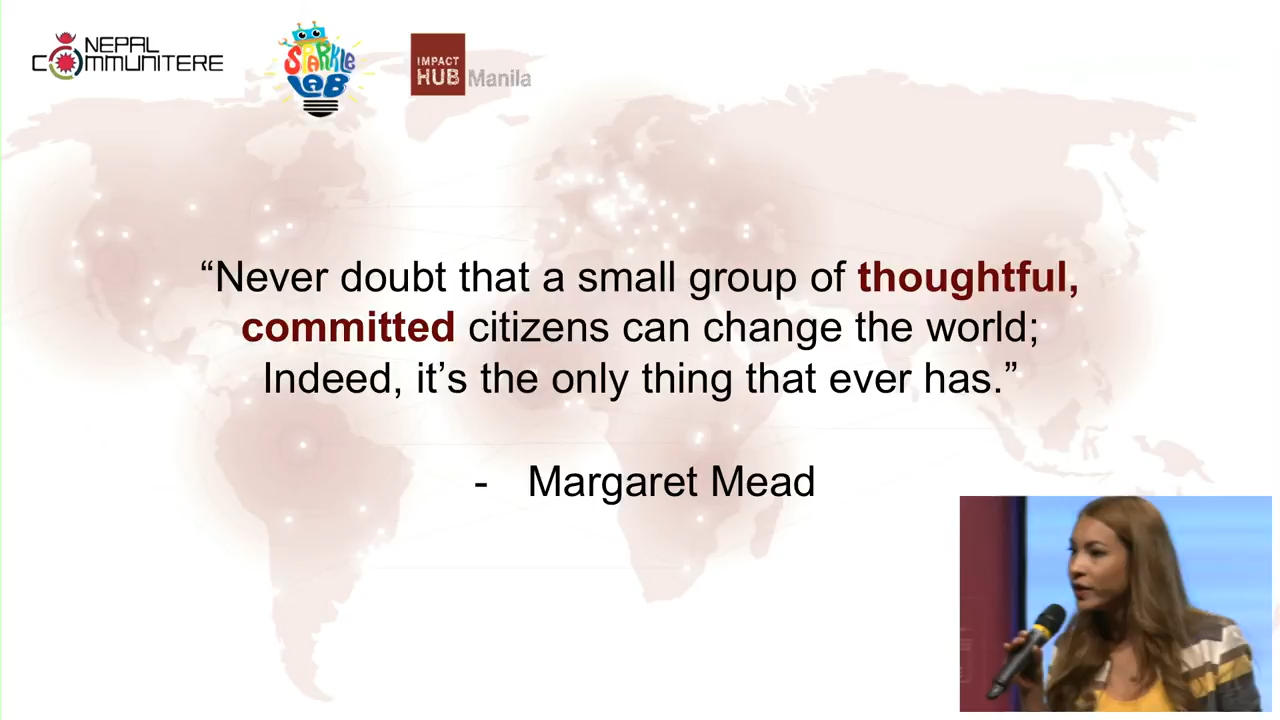 NEPAL
COMMUNITERE
SPARKLE
LAB
IMPACT
HUB Manila
“Never doubt that a small group of thoughtful,
committed citizens can change the world;
Indeed, it’s the only thing that ever has.”
- Margaret Mead